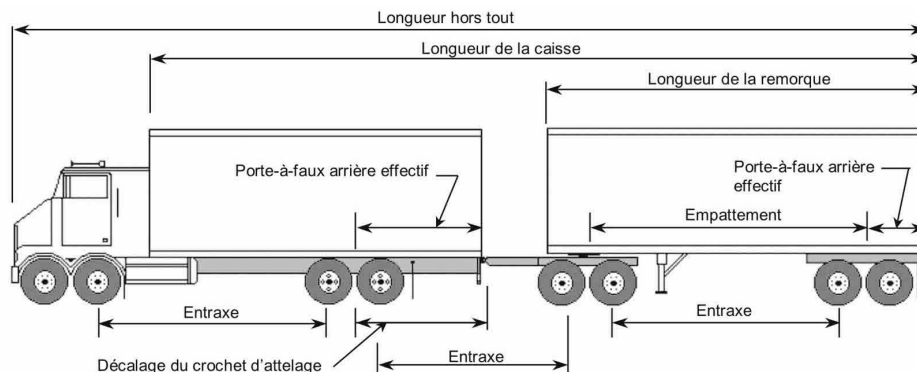 Longueur hors tout
Longueur de la caisse
Longueur de la remorque
Porte-à-faux arrière effectif
Porte-à-faux arrière
effectif
Empattement
Entraxe
Entraxe
Décalage du crochet d'attelage
Entraxe